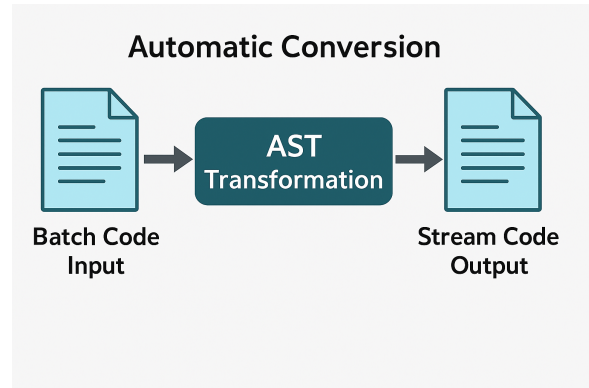 Automatic Conversion
AST
Transformation
Batch Code
Input
Stream Code
Output